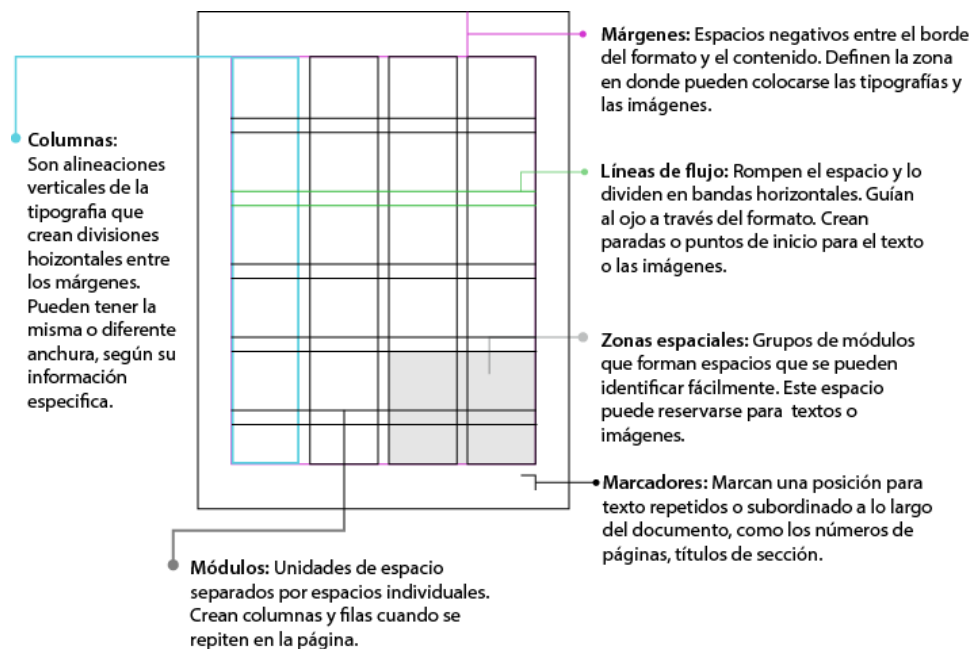 Márgenes: Espacios negativos entre el borde
del formato y el contenido. Definen la zona
en donde pueden colocarse las tipografías y
las imágenes.
Columnas:
Son alineaciones
verticales de la
tipografia que
crean divisiones
hoizontales entre
los márgenes.
Pueden tener la
misma o diferente
anchura, según su
información
especifica.
Líneas de flujo: Rompen el espacio y lo
dividen en bandas horizontales. Guían
al ojo a través del formato. Crean
paradas o puntos de inicio para el texto
o las imágenes.
Zonas espaciales: Grupos de módulos
que forman espacios que se pueden
identificar fácilmente. Este espacio
puede reservarse para textos o
imágenes.
Marcadores: Marcan una posición para
texto repetidos o subordinado a lo largo
del documento, como los números de
páginas, títulos de sección.
Módulos: Unidades de espacio
separados por espacios individuales.
Crean columnas y filas cuando se
repiten en la página.